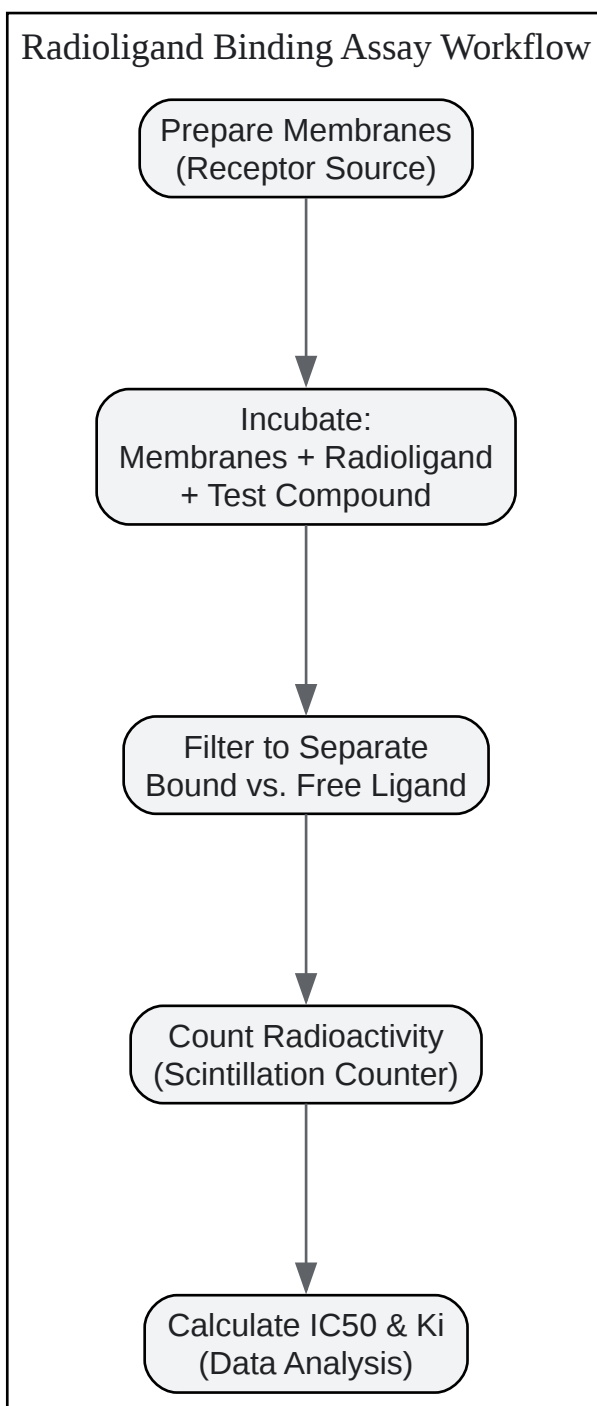 Radioligand Binding Assay Workflow
Prepare Membranes
(Receptor Source)
Incubate:
Membranes + Radioligand
+ Test Compound
Filter to Separate
Bound vs. Free Ligand
Count Radioactivity
(Scintillation Counter)
Calculate IC50 & Ki
(Data Analysis)